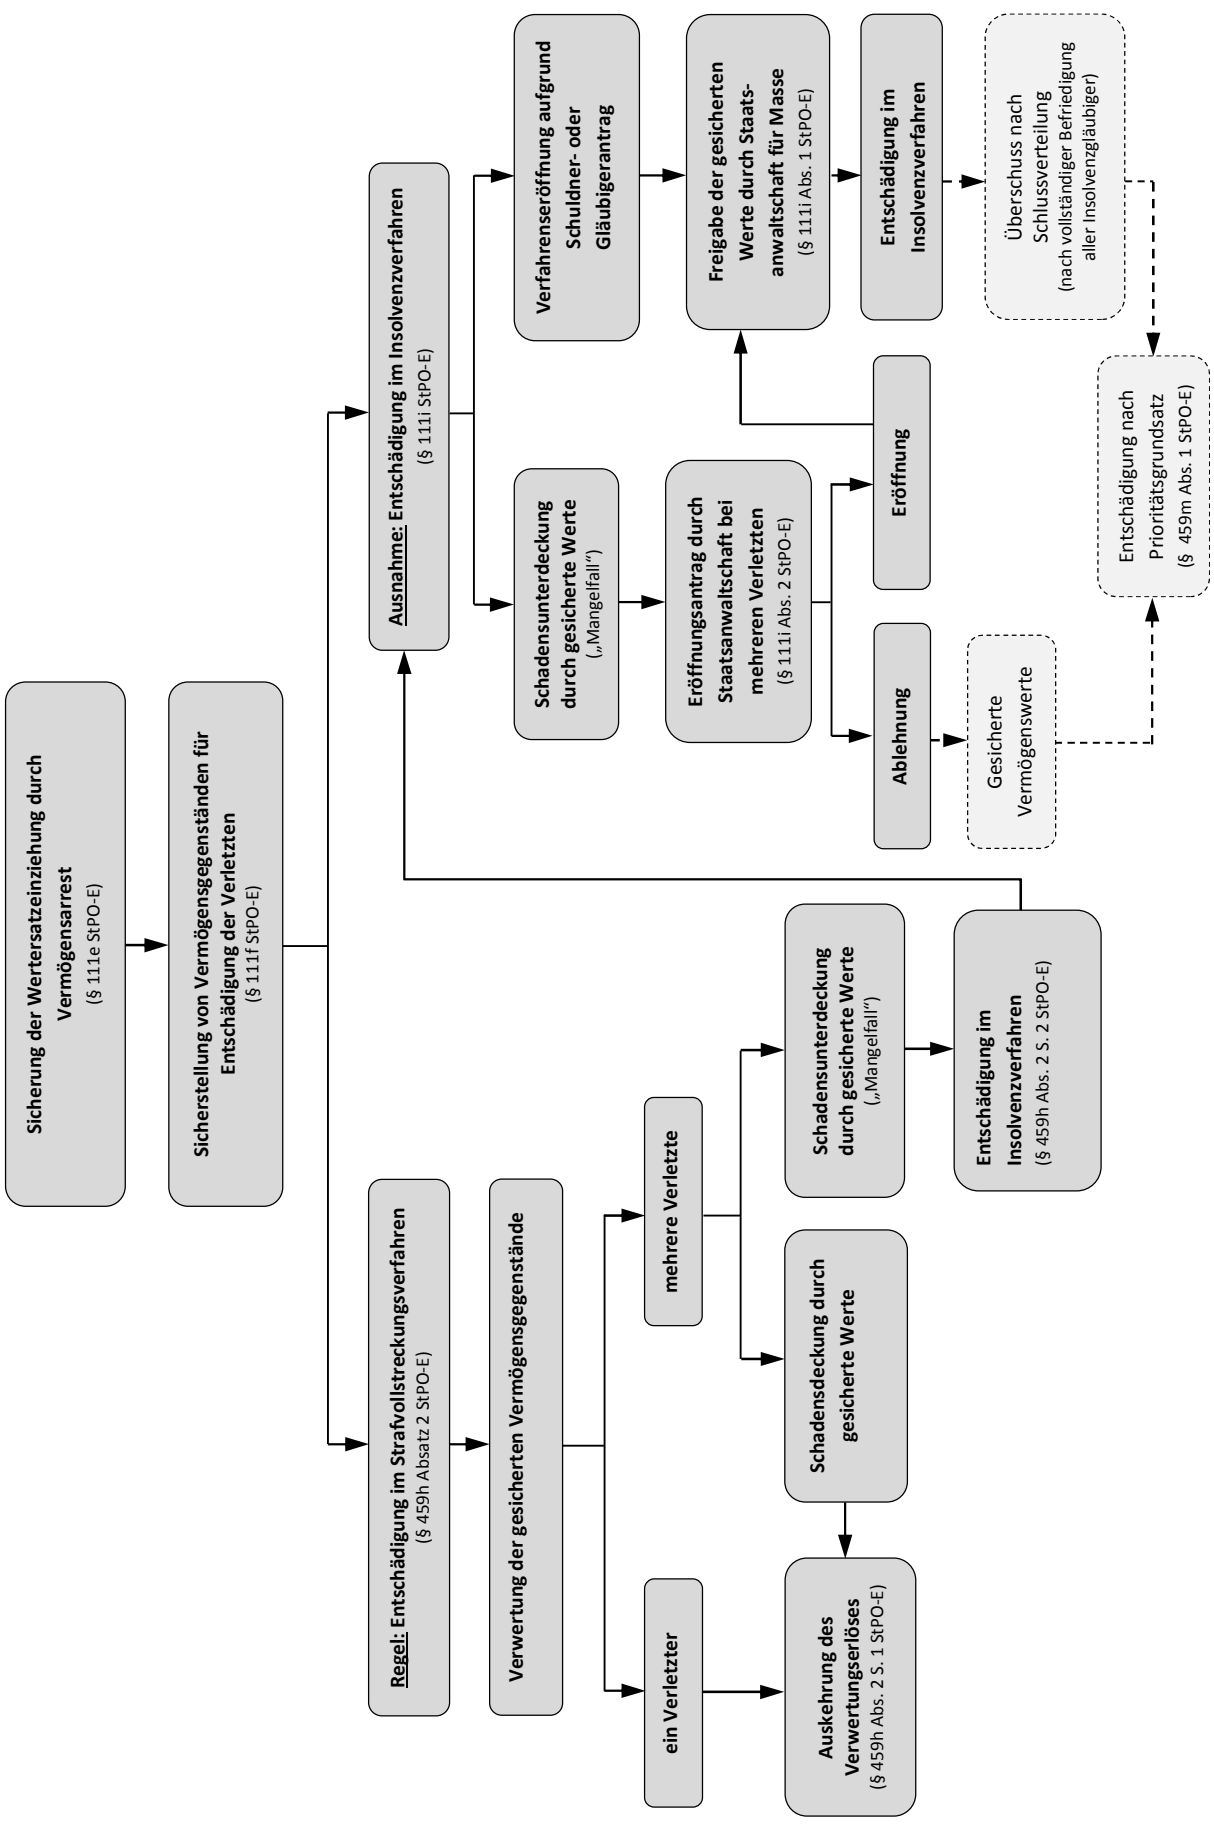 Sicherung der Wertersatzeinziehung durch
Vermögensarrest
(§ 111e StPO-E)
Sicherstellung von Vermögensgegenständen für
Entschädigung der Verletzten
(§ 111f StPO-E)
Regel: Entschädigung im Strafvollstreckungsverfahren
(§ 459h Absatz 2 StPO-E)
Verwertung der gesicherten Vermögensgegenstände
ein Verletzter
mehrere Verletzte
Auskehrung des
Verwertungserlöses
(§ 459h Abs. 2 S. 1 StPO-E)
Schadensdeckung durch
gesicherte Werte
Schadensunterdeckung
durch gesicherte Werte
(„Mangelfall“)
Entschädigung im
Insolvenzverfahren
(§ 459h Abs. 2 S. 2 StPO-E)
Ausnahme: Entschädigung im Insolvenzverfahren
(§ 111i StPO-E)
Schadensunterdeckung
durch gesicherte Werte
(„Mangelfall“)
Eröffnungsantrag durch
Staatsanwaltschaft bei
mehreren Verletzten
(§ 111i Abs. 2 StPO-E)
Ablehnung
Eröffnung
Gesicherte
Vermögenswerte
Verfahrenseröffnung aufgrund
Schuldner- oder
Gläubigerantrag
Freigabe der gesicherten
Werte durch Staats-
anwaltschaft für Masse
(§ 111i Abs. 1 StPO-E)
Entschädigung im
Insolvenzverfahren
Überschuss nach
Schlussverteilung
(nach vollständiger Befriedigung
aller Insolvenzgläubiger)
Entschädigung nach
Prioritätsgrundsatz
(§ 459m Abs. 1 StPO-E)